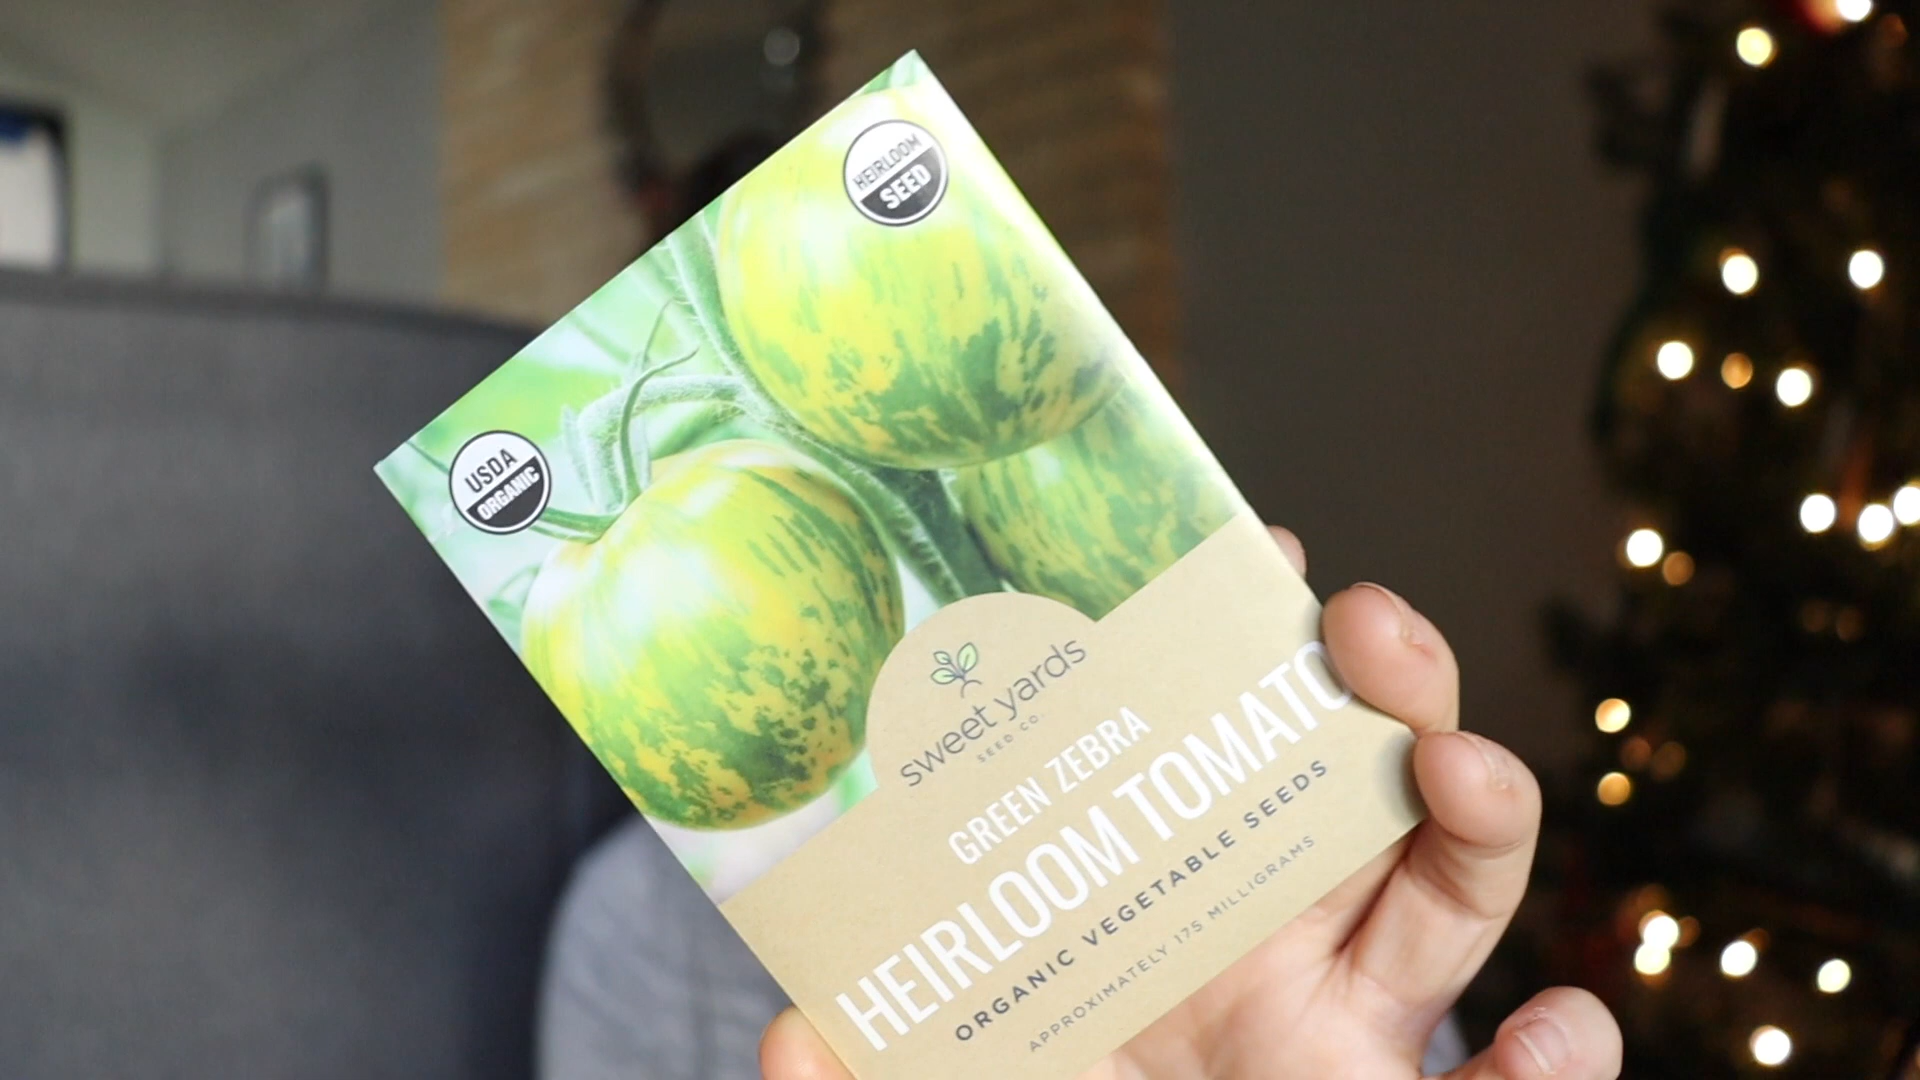 HEIRLOOM
SEED
USDA
ORGANIC
sweet yards
SEED CO.
GREEN ZEBRA
HEIRLOOM TOMATO
ORGANIC VEGETABLE SEEDS
APPROXIMATELY 175 MILLIGRAMS